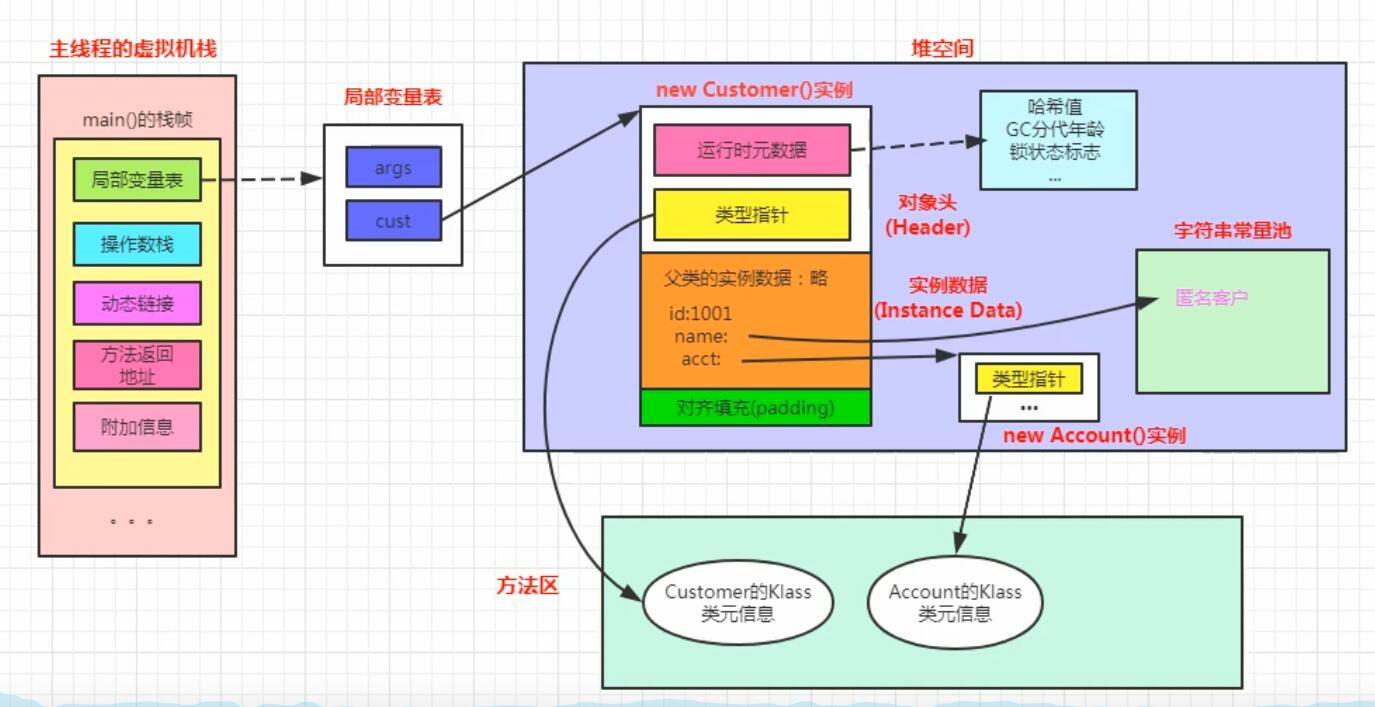 主线程的虚拟机栈
main()的栈帧
局部变量表
操作数栈
动态链接
方法返回
地址
附加信息
。。。
局部变量表
args
cust
堆空间
new Customer()实例
运行时元数据
类型指针
哈希值
GC分代年龄
锁状态标志
...
对象头
(Header)
父类的实例数据：略
id:1001
name:
acct:
实例数据
(Instance Data)
对齐填充(padding)
字符串常量池
匿名客户
类型指针
...
new Account()实例
方法区
Customer的Klass
类元信息
Account的Klass
类元信息